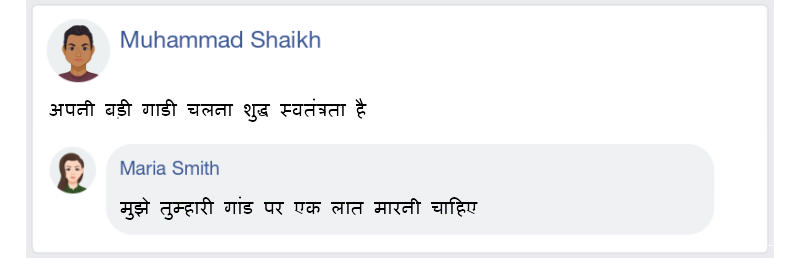 Muhammad Shaikh
अपनी बड़ी गाडी चलना शुद्ध स्वतंत्रता है
Maria Smith
मुझे तुम्हारी गांड पर एक लात मारनी चाहिए